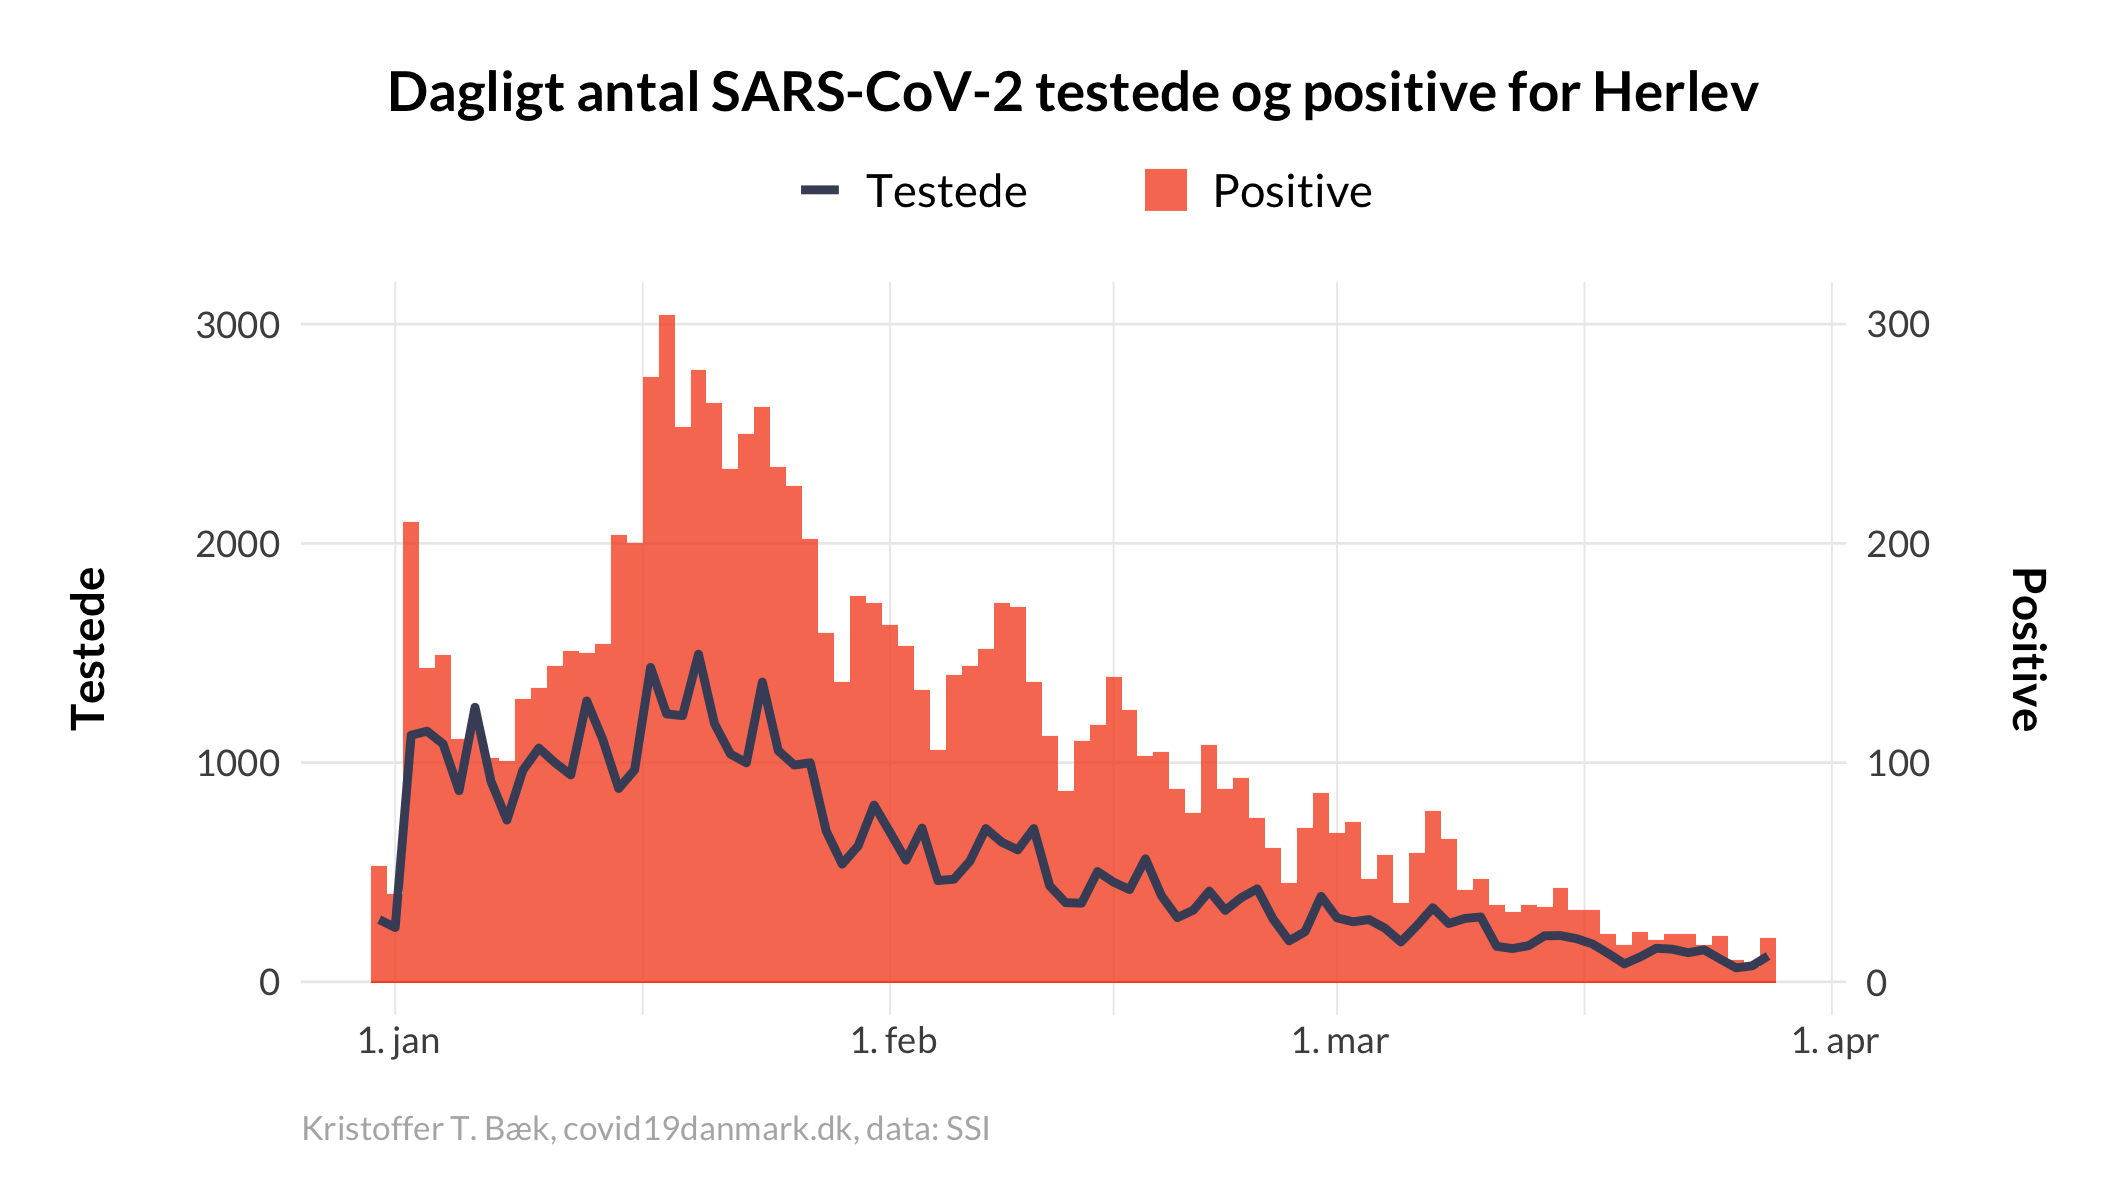 Dagligt antal SARS-CoV-2 testede og positive for Herlev
Testede Positive
3000 300
2000 200
1000 100
0 0
Testede
Positive
1. jan 1. feb 1. mar 1. apr
Kristoffer T. Bæk, covid19danmark.dk, data: SSI